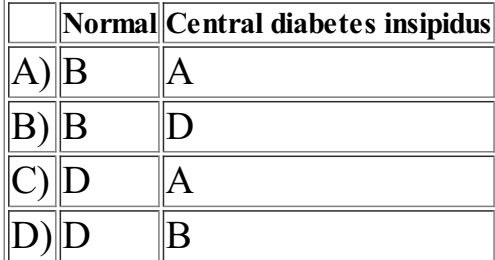 Normal Central diabetes insipidus
A) B A
B) B D
C) D A
D) D B